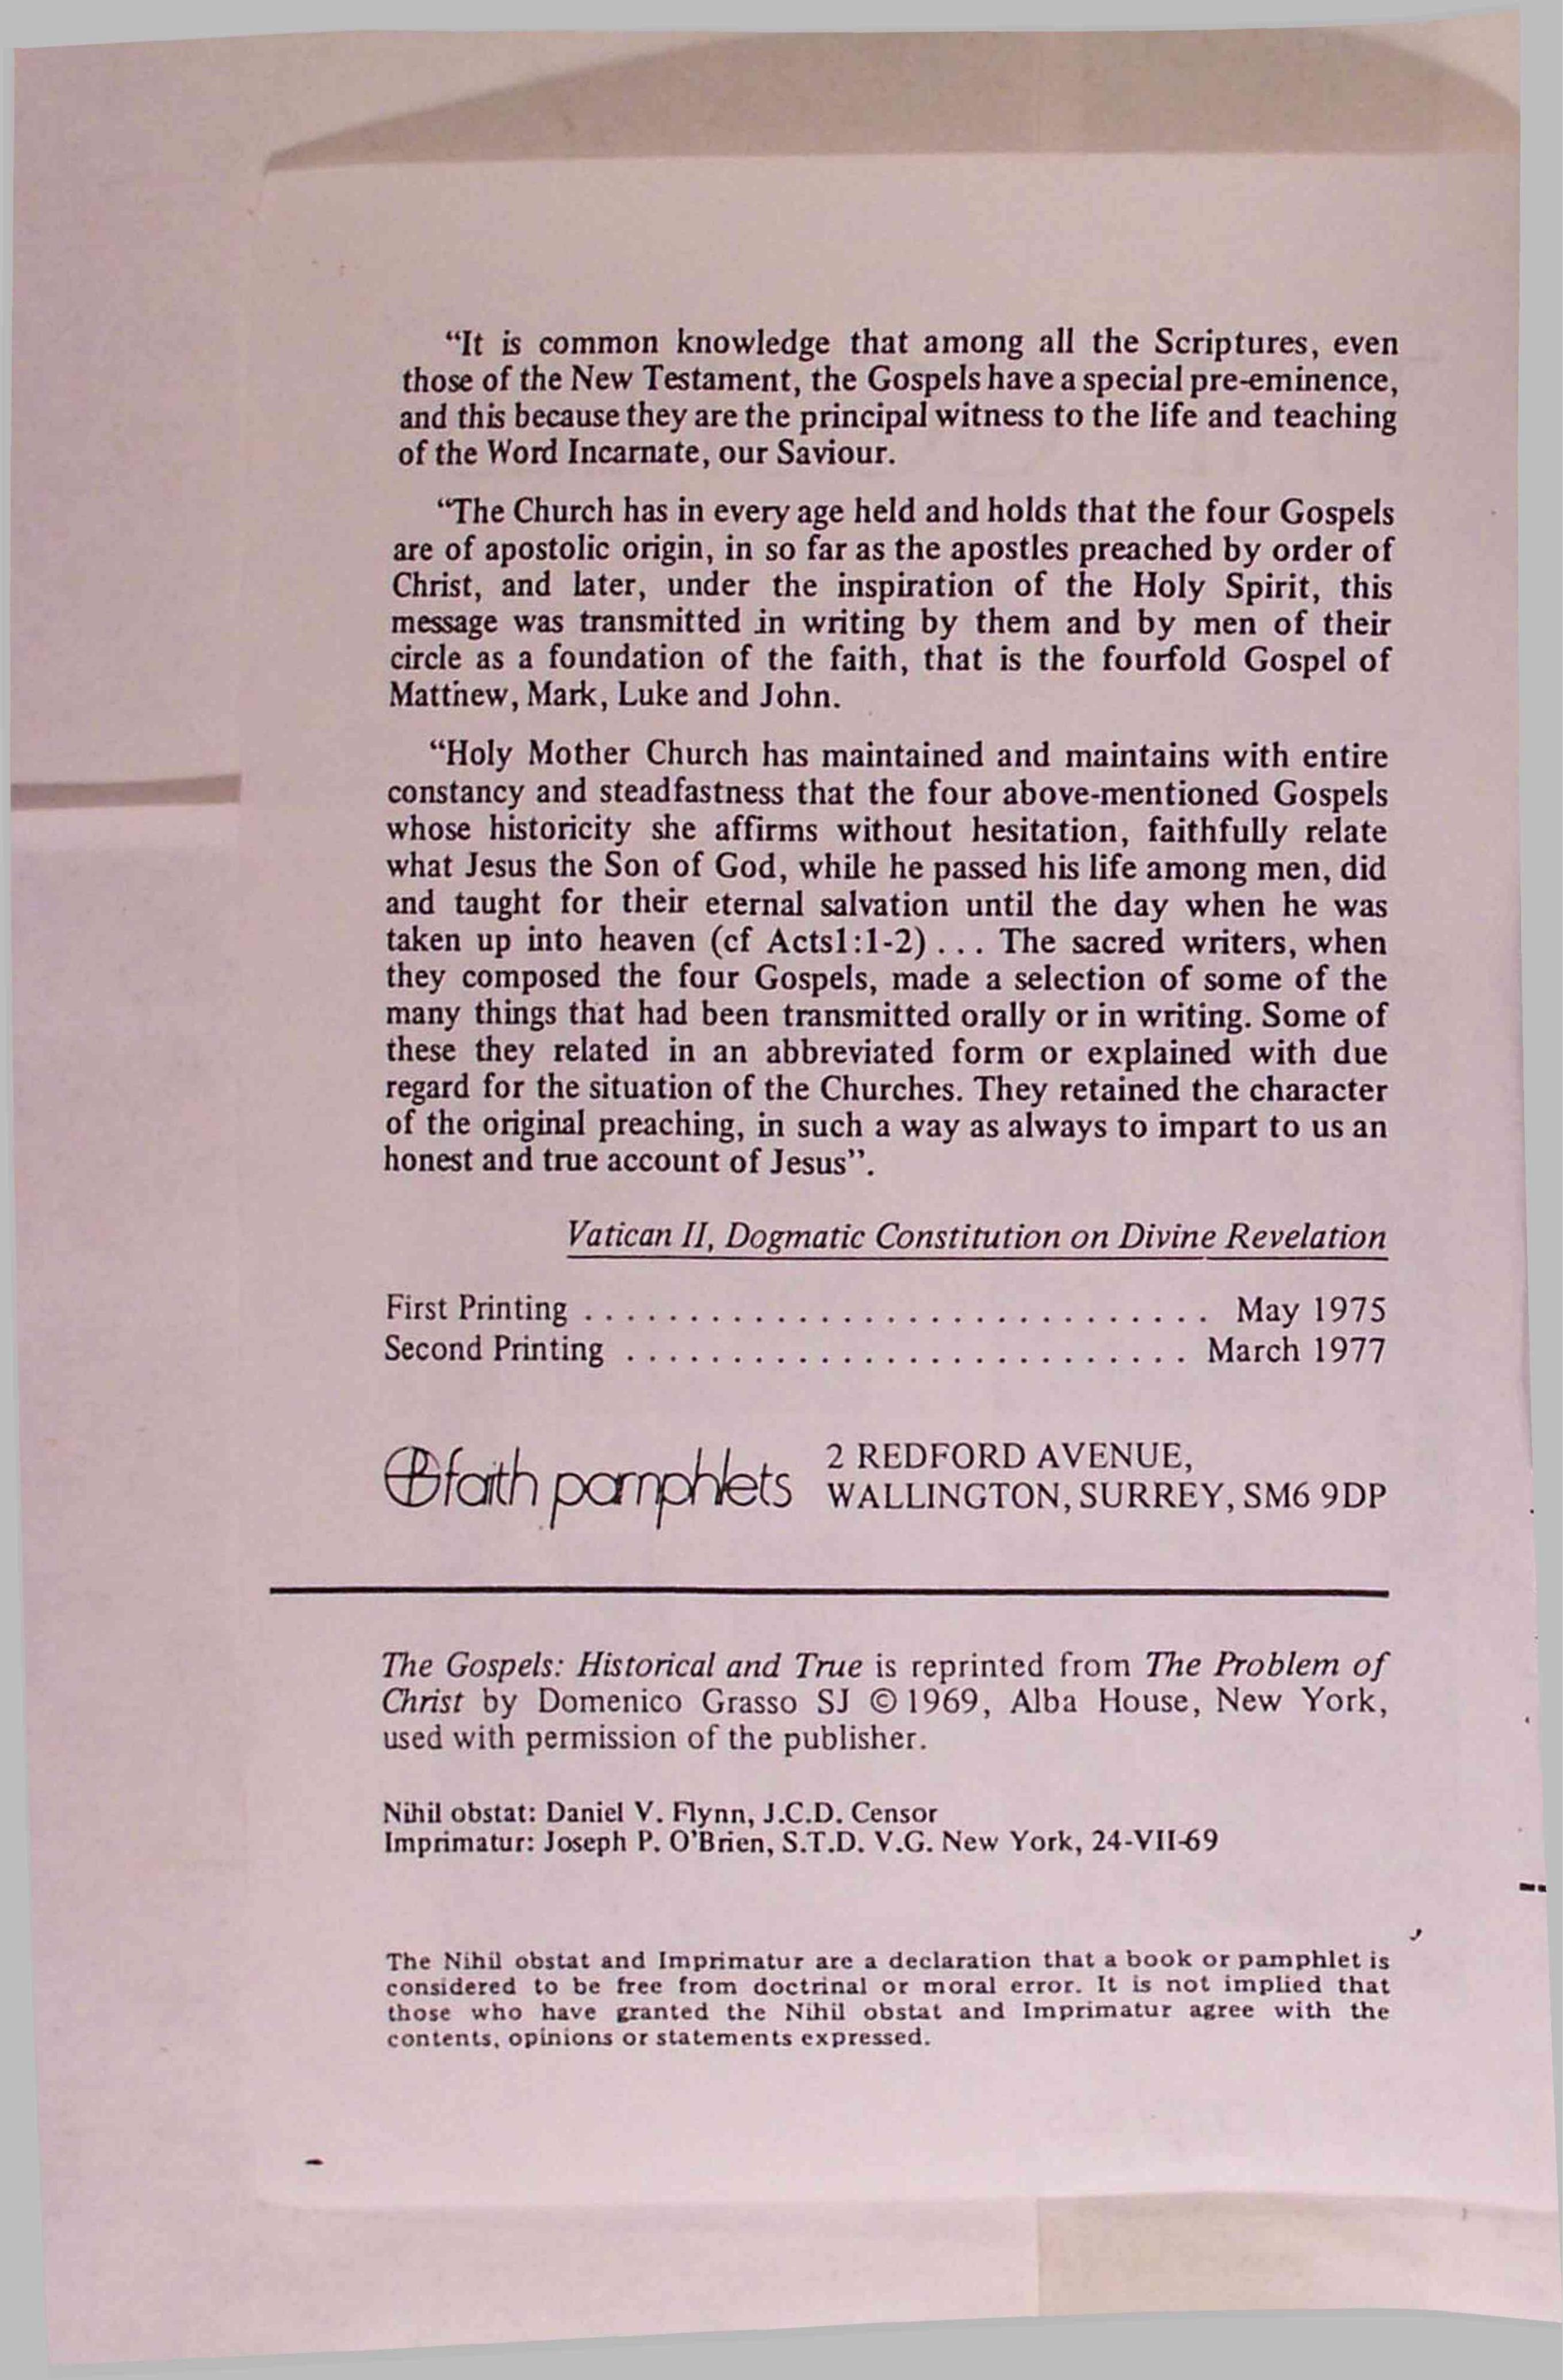 “It is common knowledge that among all the Scriptures, even
those of the New Testament, the Gospels have a special pre-eminence,
and this because they are the principal witness to the life and teaching
of the Word Incarnate, our Saviour.
“The Church has in every age held and holds that the four Gospels
are of apostolic origin, in so far as the apostles preached by order of
Christ, and later, under the inspiration of the Holy Spirit, this
message was transmitted in writing by them and by men of their
circle as a foundation of the faith, that is the fourfold Gospel of
Matthew, Mark, Luke and John.
“Holy Mother Church has maintained and maintains with entire
constancy and steadfastness that the four above-mentioned Gospels
whose historicity she affirms without hesitation, faithfully relate
what Jesus the Son of God, while he passed his life among men, did
and taught for their eternal salvation until the day when he was
taken up into heaven (cf Acts1:1-2) . . . The sacred writers, when
they composed the four Gospels, made a selection of some of the
many things that had been transmitted orally or in writing. Some of
these they related in an abbreviated form or explained with due
regard for the situation of the Churches. They retained the character
of the original preaching, in such a way as always to impart to us an
honest and true account of Jesus”.
Vatican II, Dogmatic Constitution on Divine Revelation
First Printing . . . . . . . . . . . . . . . . . . . . . . . . . . . . . May 1975
Second Printing . . . . . . . . . . . . . . . . . . . . . . . . . . March 1977
faith pamphlets 2 REDFORD AVENUE,
WALLINGTON, SURREY, SM6 9DP
The Gospels: Historical and True is reprinted from The Problem of
Christ by Domenico Grasso SJ © 1969, Alba House, New York,
used with permission of the publisher.
Nihil obstat: Daniel V. Flynn, J.C.D. Censor
Imprimatur: Joseph P. O’Brien, S.T.D. V.G. New York, 24-VII-69
The Nihil obstat and Imprimatur are a declaration that a book or pamphlet is
considered to be free from doctrinal or moral error. It is not implied that
those who have granted the Nihil obstat and Imprimatur agree with the
contents, opinions or statements expressed.